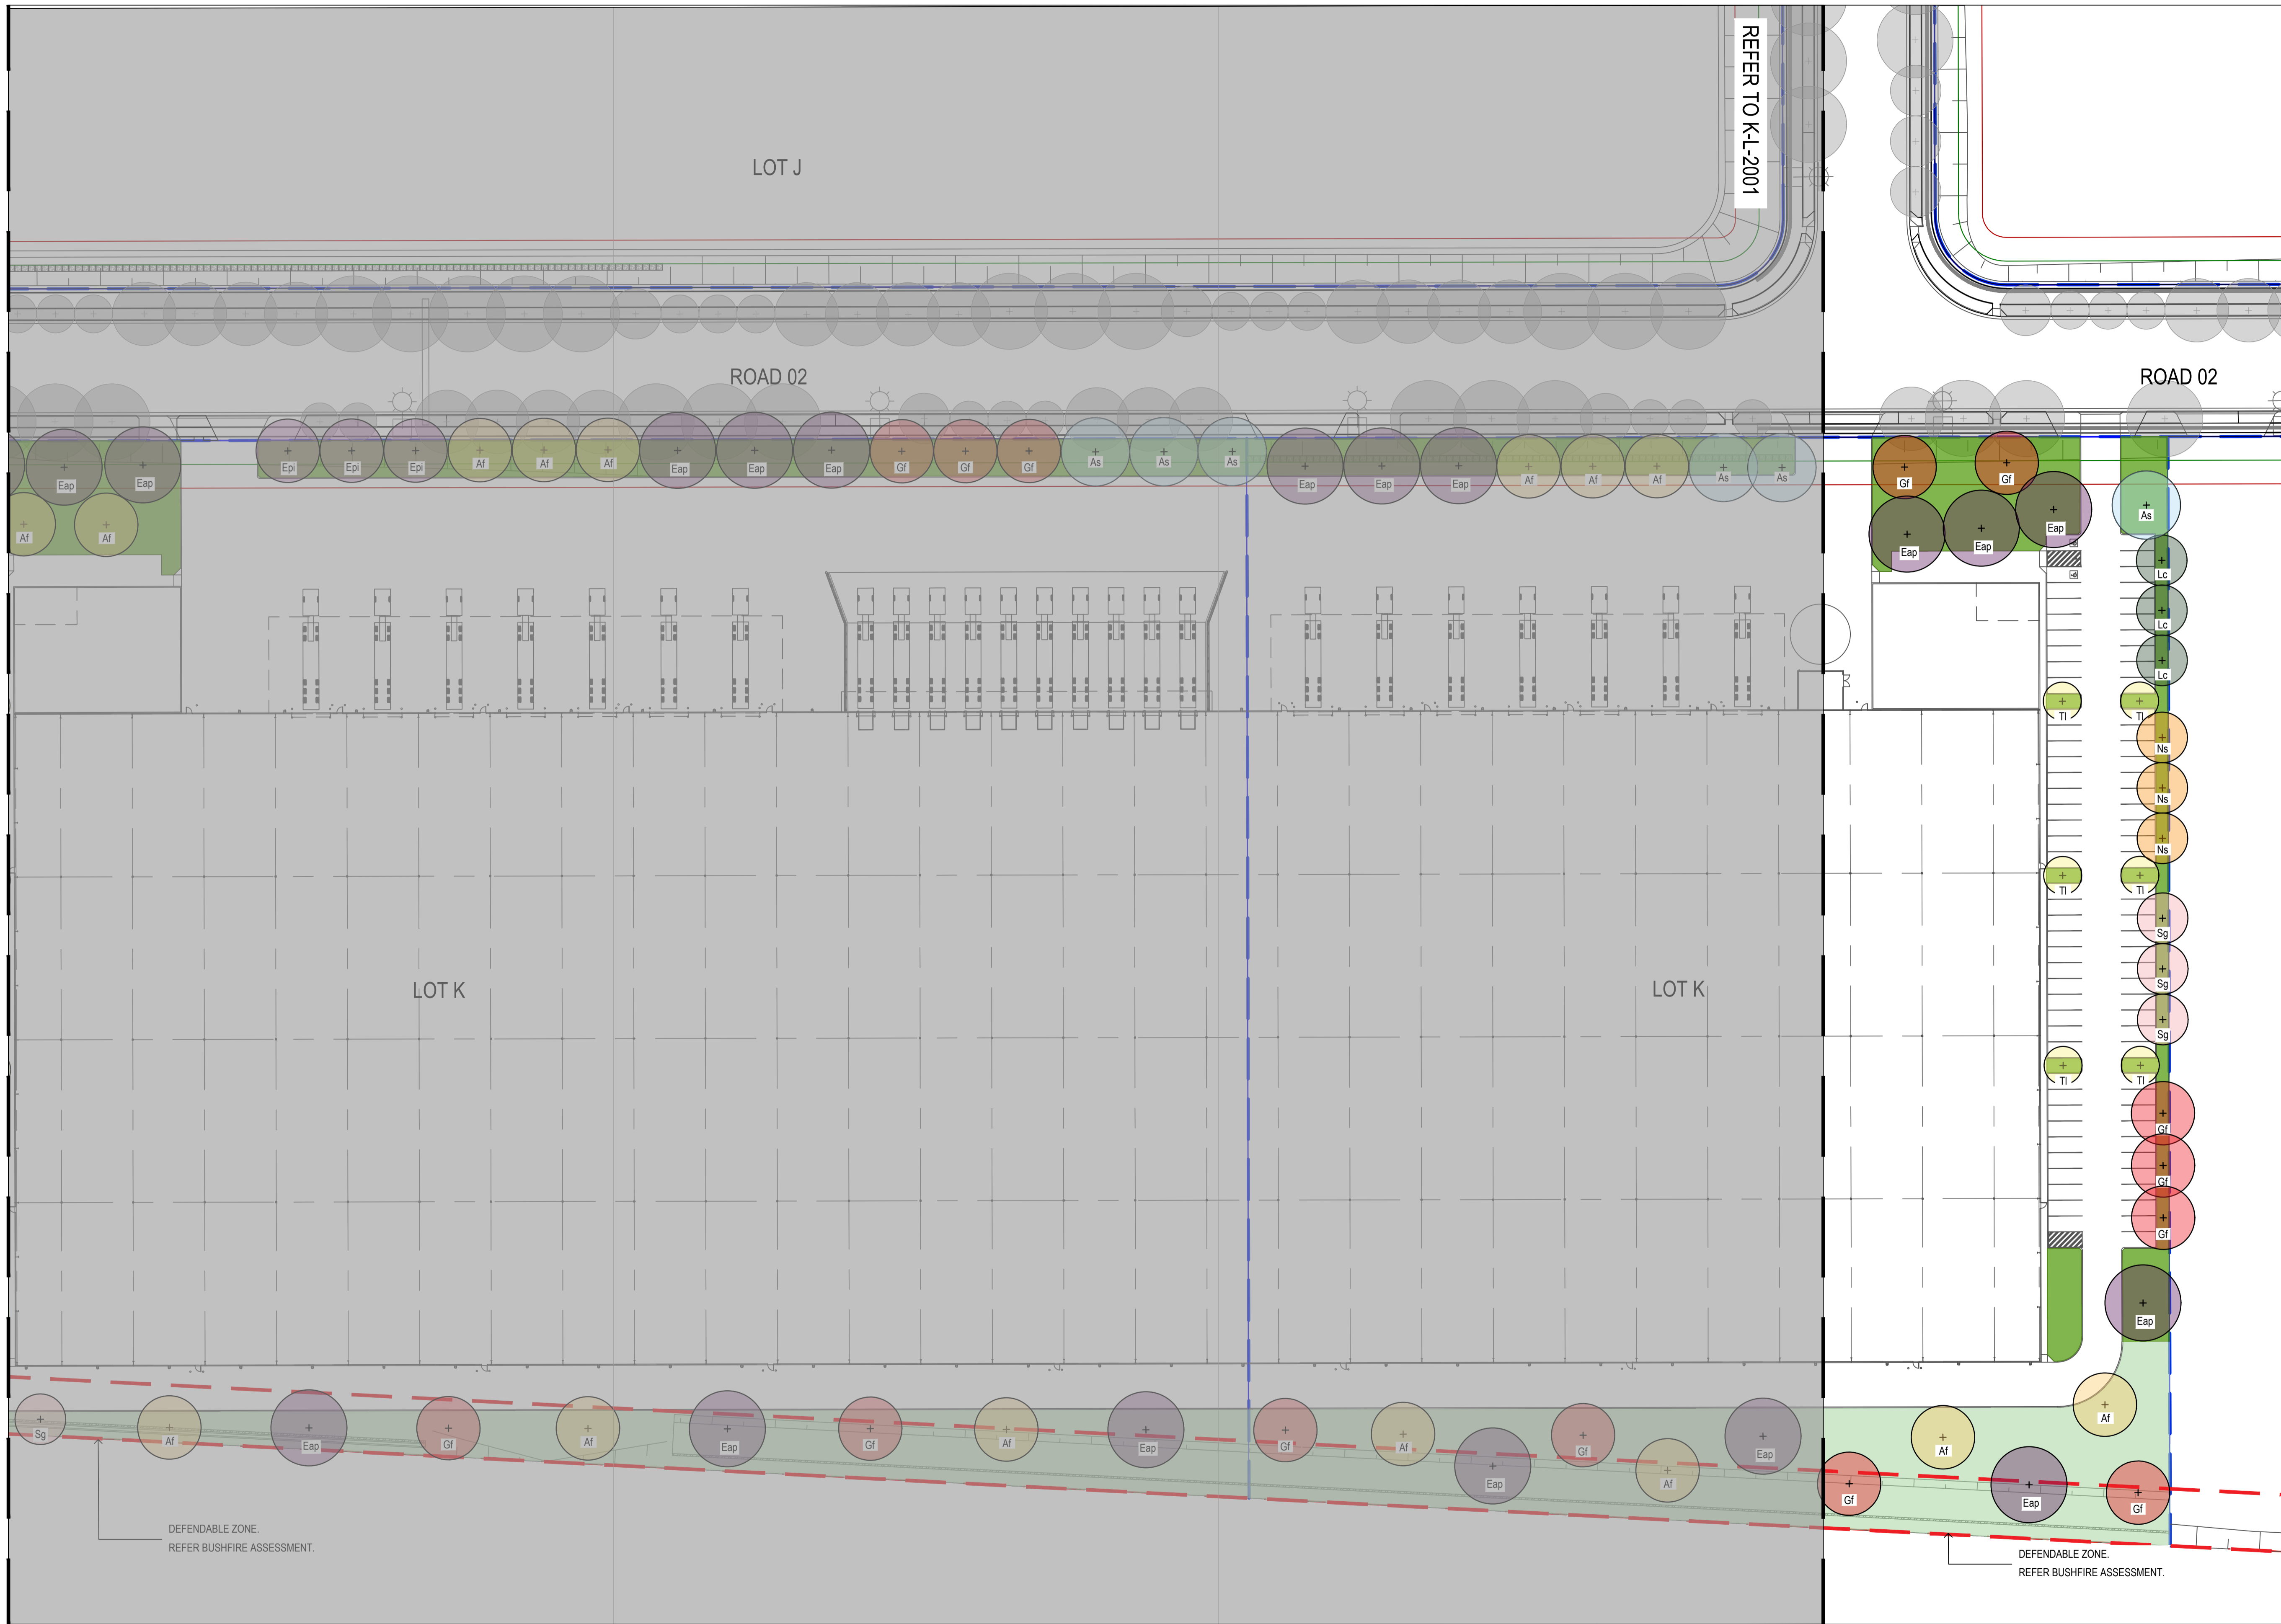 REFER TO K-L-2001
LOT J
ROAD 02
ROAD 02
Eap
Eap
Epi
Epi
Epi
Af
Af
Af
Eap
Eap
Eap
Gf
Gf
Gf
As
As
As
Eap
Eap
Eap
Af
Af
Af
As
As
Gf
Gf
Af
Af
Eap
Eap
Eap
As
Lc
Lc
Lc
Tl
Tl
Ns
Ns
Ns
Tl
Tl
Sg
Sg
Sg
LOT K
LOT K
Tl
Tl
Gf
Gf
Gf
Eap
Sg
Af
Eap
Gf
Af
Eap
Gf
Af
Eap
Gf
Af
Eap
Gf
Af
Eap
Gf
Af
Eap
Af
Gf
DEFENDABLE ZONE.
REFER BUSHFIRE ASSESSMENT.
DEFENDABLE ZONE.
REFER BUSHFIRE ASSESSMENT.